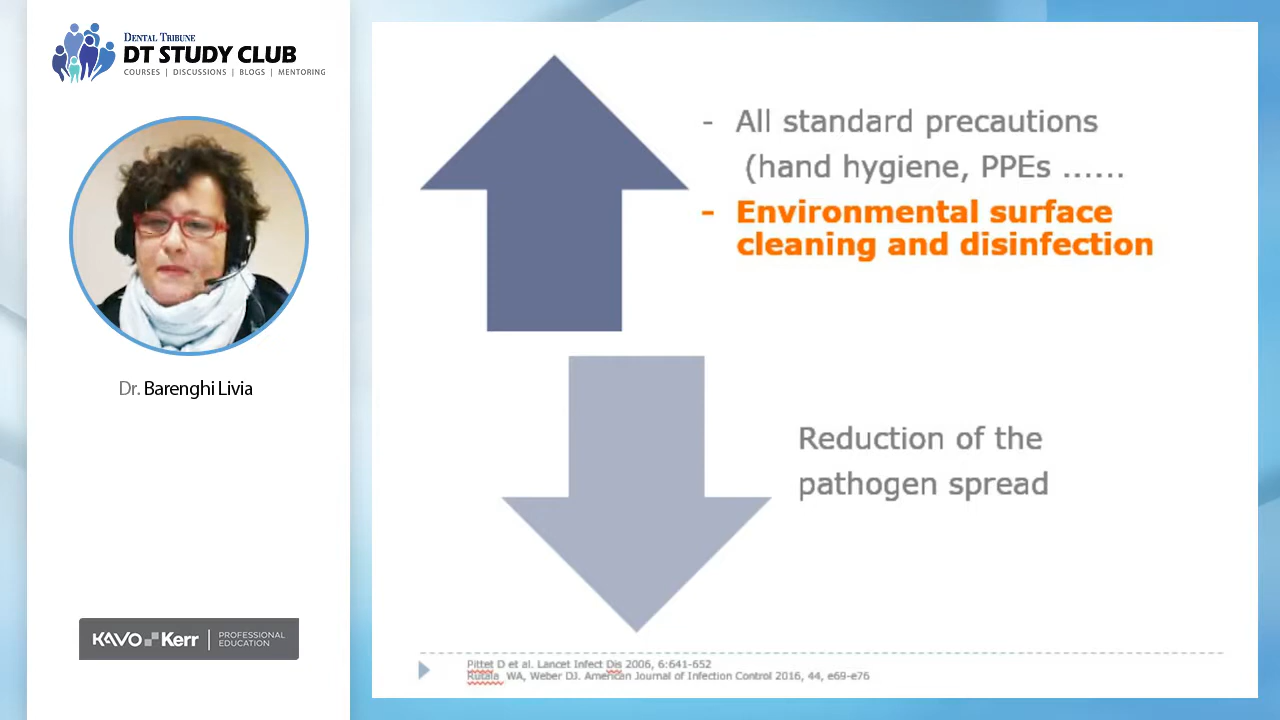 DENTAL TRIBUNE
DT STUDY CLUB
COURSES | DISCUSSIONS | BLOGS | MENTORING
Dr. Barenghi Livia
KAVO Kerr | PROFESSIONAL
EDUCATION
- All standard precautions
(hand hygiene, PPEs ......
- Environmental surface
cleaning and disinfection
Reduction of the
pathogen spread
Pittet D et al. Lancet Infect Dis 2006, 6:641-652
Rutala WA, Weber DJ. American Journal of Infection Control 2016, 44, e69-e76